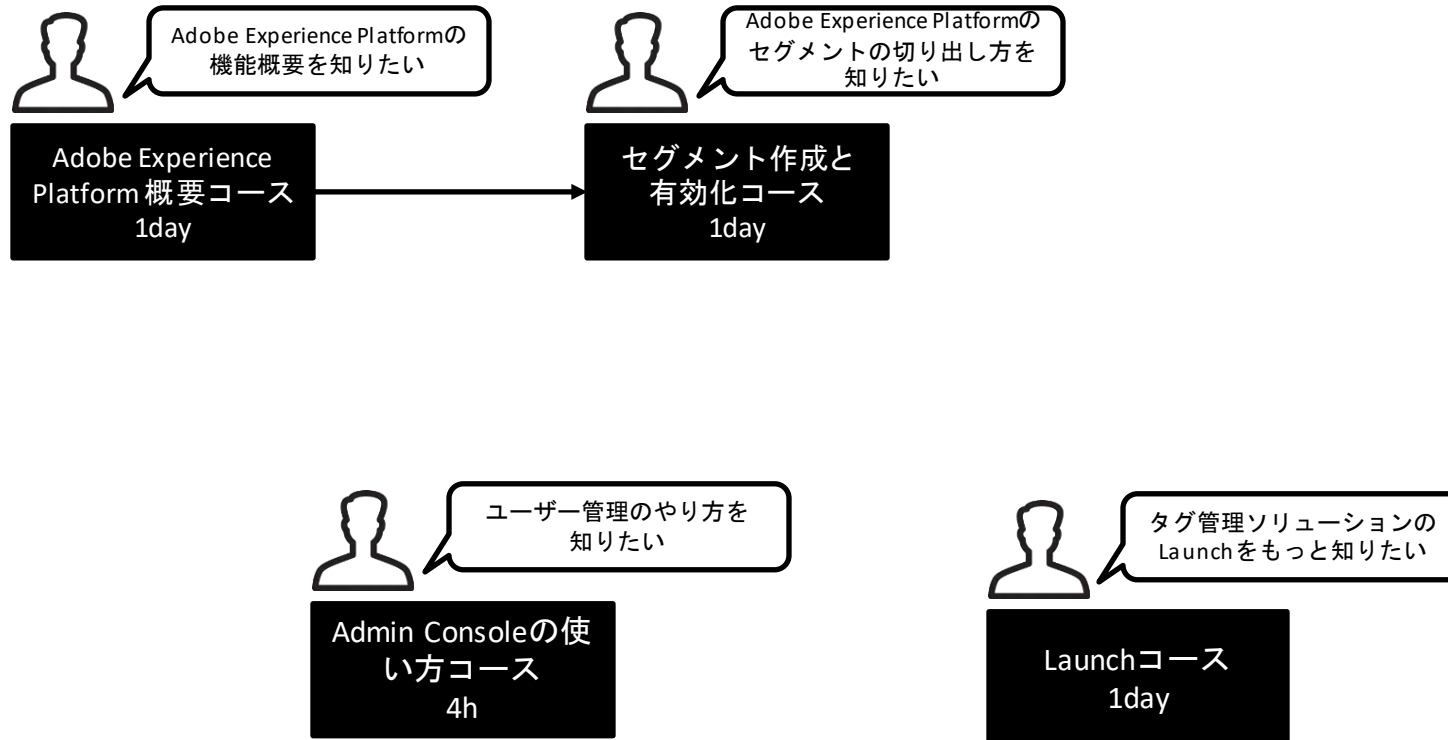 Adobe Experience Platformの
機能概要を知りたい
Adobe Experience
Platform 概要コース
1day
Adobe Experience Platformの
セグメントの切り出し方を
知りたい
セグメント作成と
有効化コース
1day
ユーザー管理のやり方を
知りたい
Admin Consoleの使
い方コース
4h
タグ管理ソリューションの
Launchをもっと知りたい
Launchコース
1day